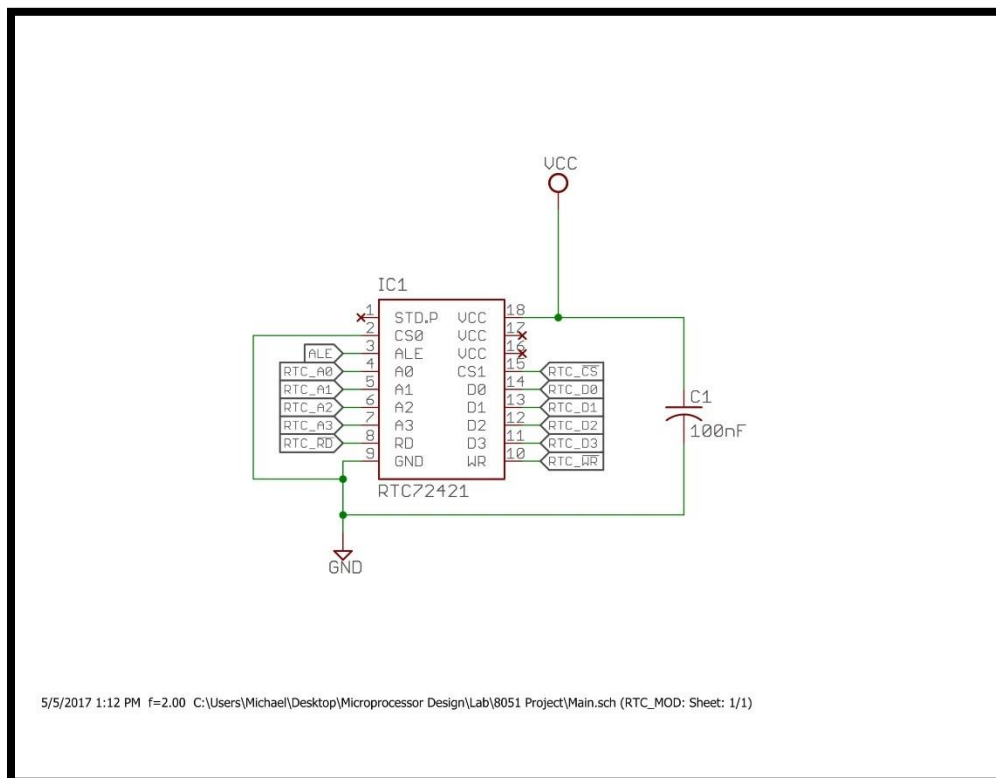 VCC
IC1
1 STD.P VCC 18
2 CS0 VCC 17
ALE 3 ALE VCC 16
RTC_A0 4 A0 CS1 15 RTC_C̅S̅
RTC_A1 5 A1 D0 14 RTC_D0
RTC_A2 6 A2 D1 13 RTC_D1
RTC_A3 7 A3 D2 12 RTC_D2
RTC_R̅D̅ 8 RD D3 11 RTC_D3
9 GND WR 10 RTC_W̅R̅
RTC72421
C1
100nF
GND
5/5/2017 1:12 PM f=2.00 C:\Users\Michael\Desktop\Microprocessor Design\Lab\8051 Project\Main.sch (RTC_MOD: Sheet: 1/1)